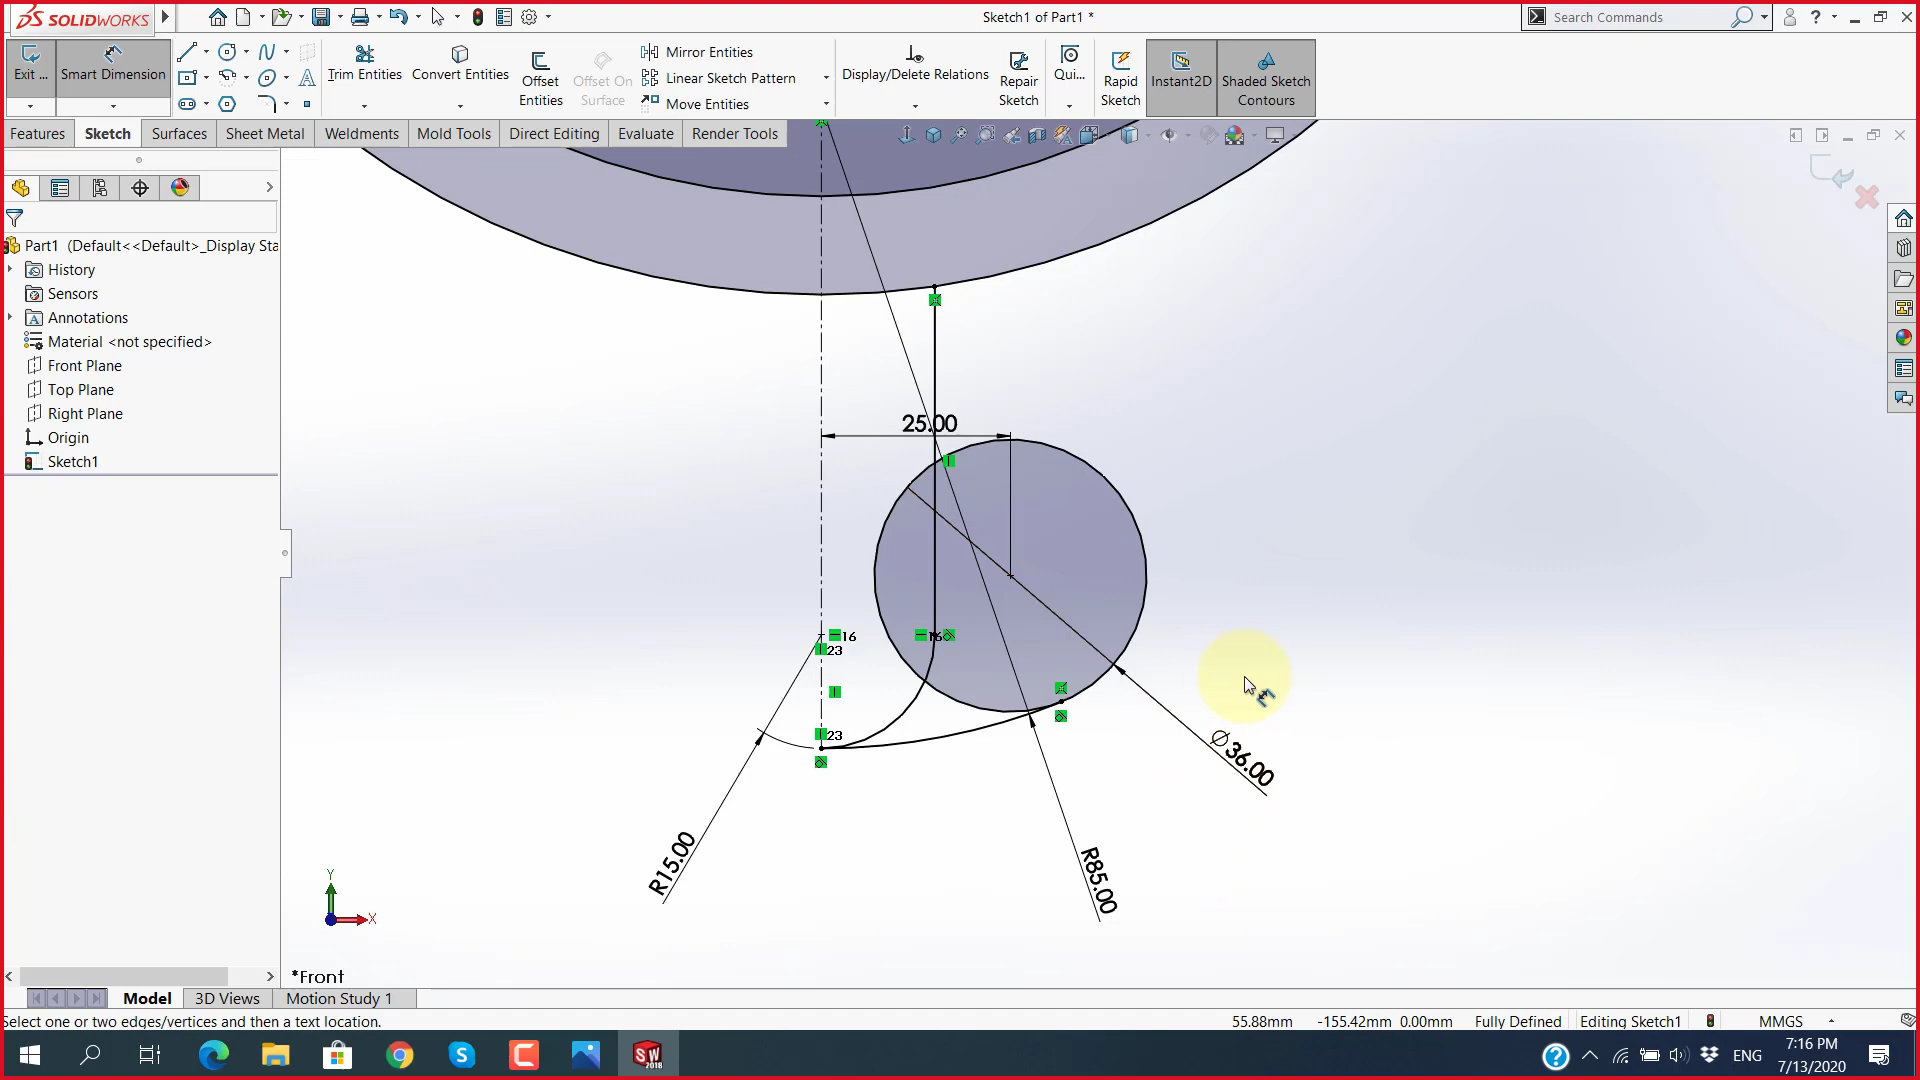 SOLIDWORKS
Sketch1 of Part1 *
Search Commands
Exit ...
Smart Dimension
Trim Entities
Convert Entities
Offset
Entities
Offset On
Surface
Mirror Entities
Linear Sketch Pattern
Move Entities
Display/Delete Relations
Repair
Sketch
Qui...
Rapid
Sketch
Instant2D
Shaded Sketch
Contours
Features
Sketch
Surfaces
Sheet Metal
Weldments
Mold Tools
Direct Editing
Evaluate
Render Tools
Part1 (Default<<Default>_Display Sta
History
Sensors
Annotations
Material <not specified>
Front Plane
Top Plane
Right Plane
Origin
Sketch1
25.00
16
23
16
23
R15.00
R85.00
Ø36.00
Y
X
*Front
Model
3D Views
Motion Study 1
Select one or two edges/vertices and then a text location.
55.88mm
-155.42mm
0.00mm
Fully Defined
Editing Sketch1
MMGS
SW
2018
ENG
7:16 PM
7/13/2020